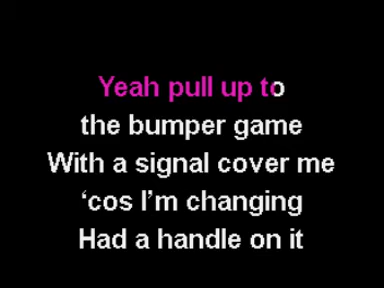 Yeah pull up to
the bumper game
With a signal cover me
‘cos I’m changing
Had a handle on it